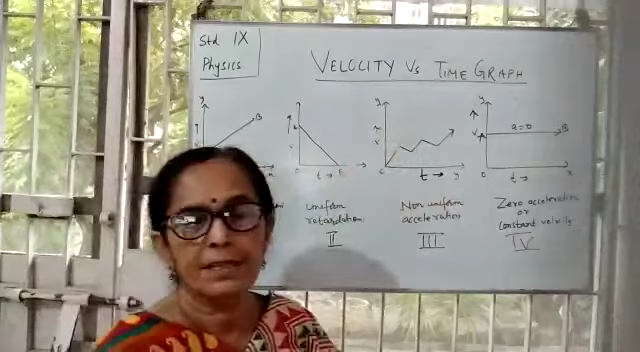 Std IX
Physics
VELOCITY Vs TIME GRAPH
y
y
y
y
B
B
a=0
A
o
o
t→
t→
t→
x
y
x
Uniform
retardation
II
Non uniform
acceleration
III
Zero acceleration
or
constant velocity
IV